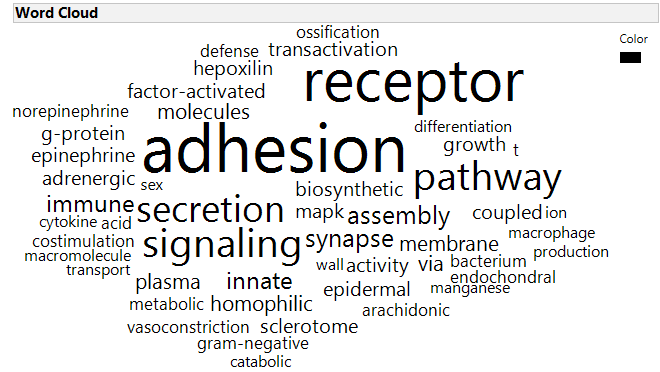 Word Cloud
ossification
Color
defense transactivation
hepoxilin
receptor
factor-activated
norepinephrine molecules
g-protein
differentiation
adhesion
growth t
epinephrine
adrenergic sex
biosynthetic pathway
immune secretion mapk assembly coupled ion
cytokine acid
costimulation signaling synapse membrane macrophage
macromolecule
transport
wall activity via bacterium production
plasma innate
endochondral
epidermal manganese
metabolic homophilic
arachidonic
vasoconstriction sclerotome
gram-negative
catabolic